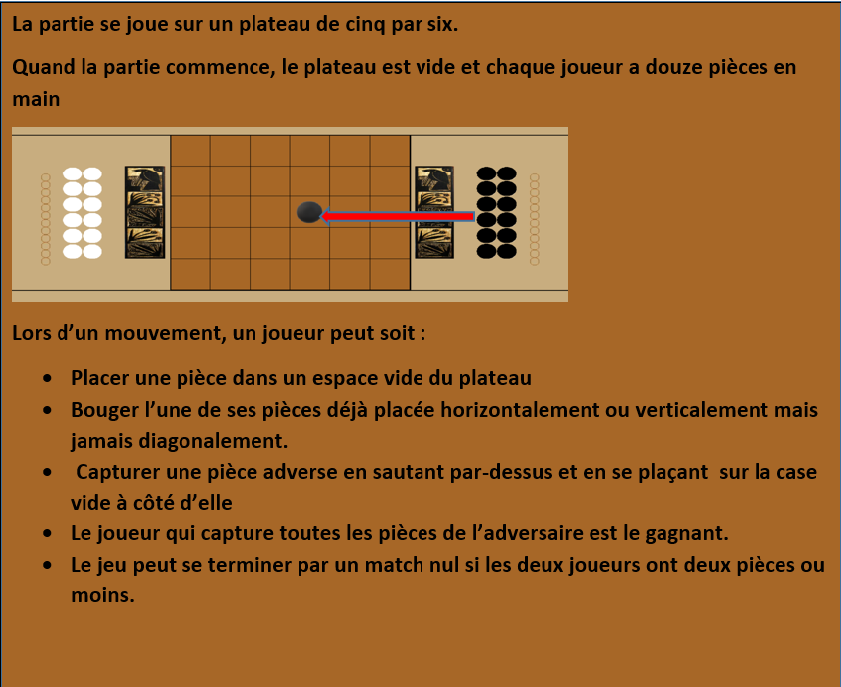 La partie se joue sur un plateau de cinq par six.
Quand la partie commence, le plateau est vide et chaque joueur a douze pièces en
main
Lors d’un mouvement, un joueur peut soit :
• Placer une pièce dans un espace vide du plateau
• Bouger l’une de ses pièces déjà placée horizontalement ou verticalement mais
jamais diagonalement.
• Capturer une pièce adverse en sautant par-dessus et en se plaçant sur la case
vide à côté d’elle
• Le joueur qui capture toutes les pièces de l’adversaire est le gagnant.
• Le jeu peut se terminer par un match nul si les deux joueurs ont deux pièces ou
moins.